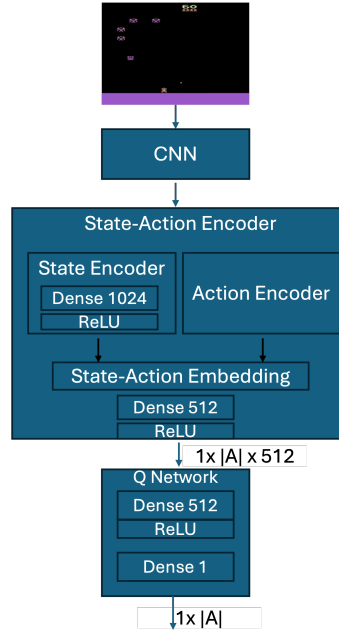 CNN
State-Action Encoder
State Encoder
Dense 1024
ReLU
Action Encoder
State-Action Embedding
Dense 512
ReLU
1x |A| x 512
Q Network
Dense 512
ReLU
Dense 1
1x |A|